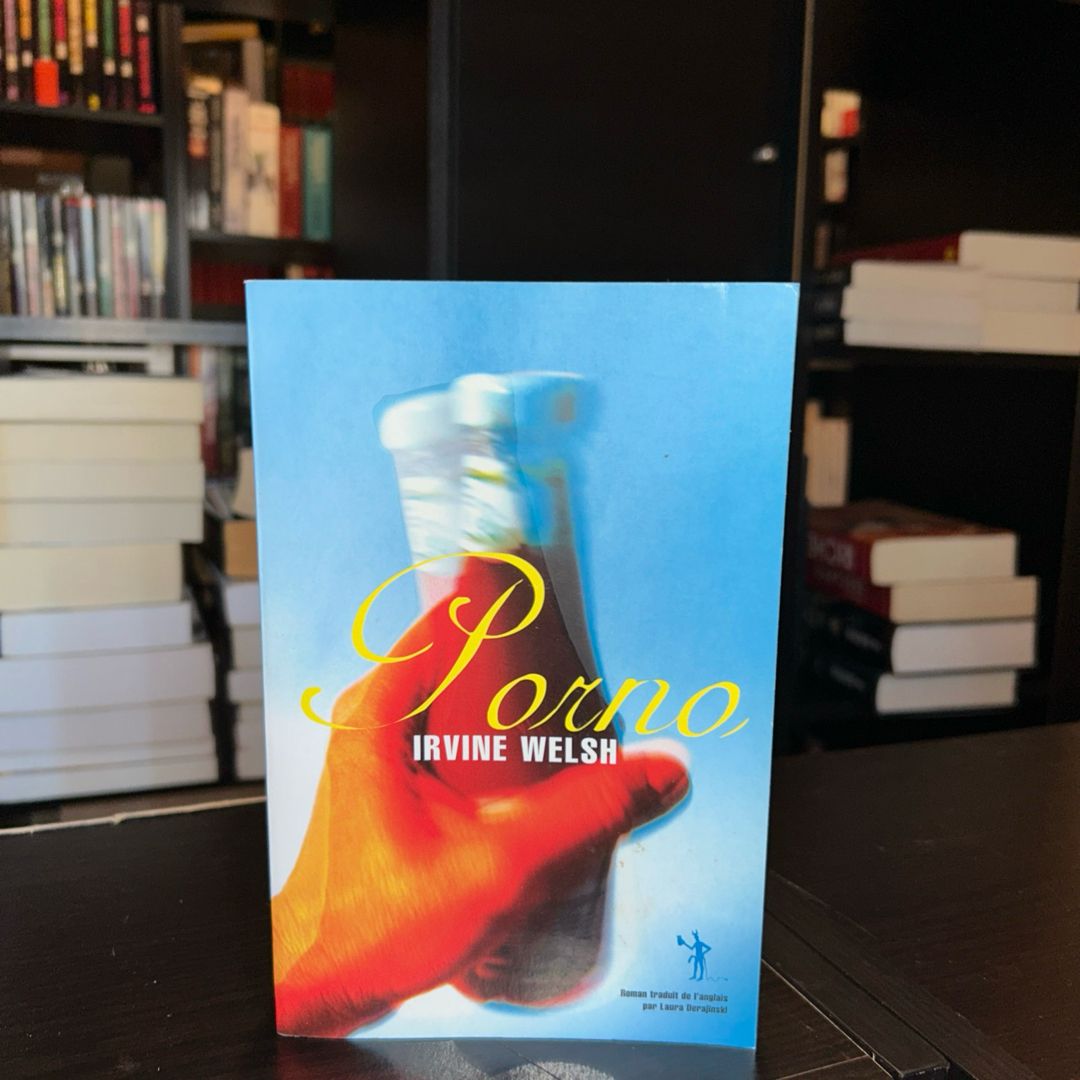 Porno
IRVINE WELSH
Roman traduit de l'anglais
par Laura Derajinski